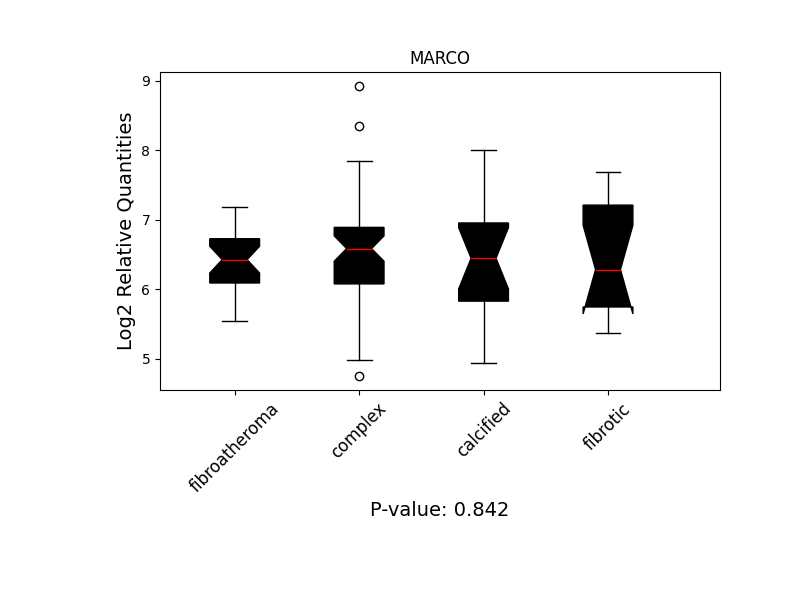 MARCO
Log2 Relative Quantities
9
8
7
6
5
fibroatheroma
complex
calcified
fibrotic
P-value: 0.842